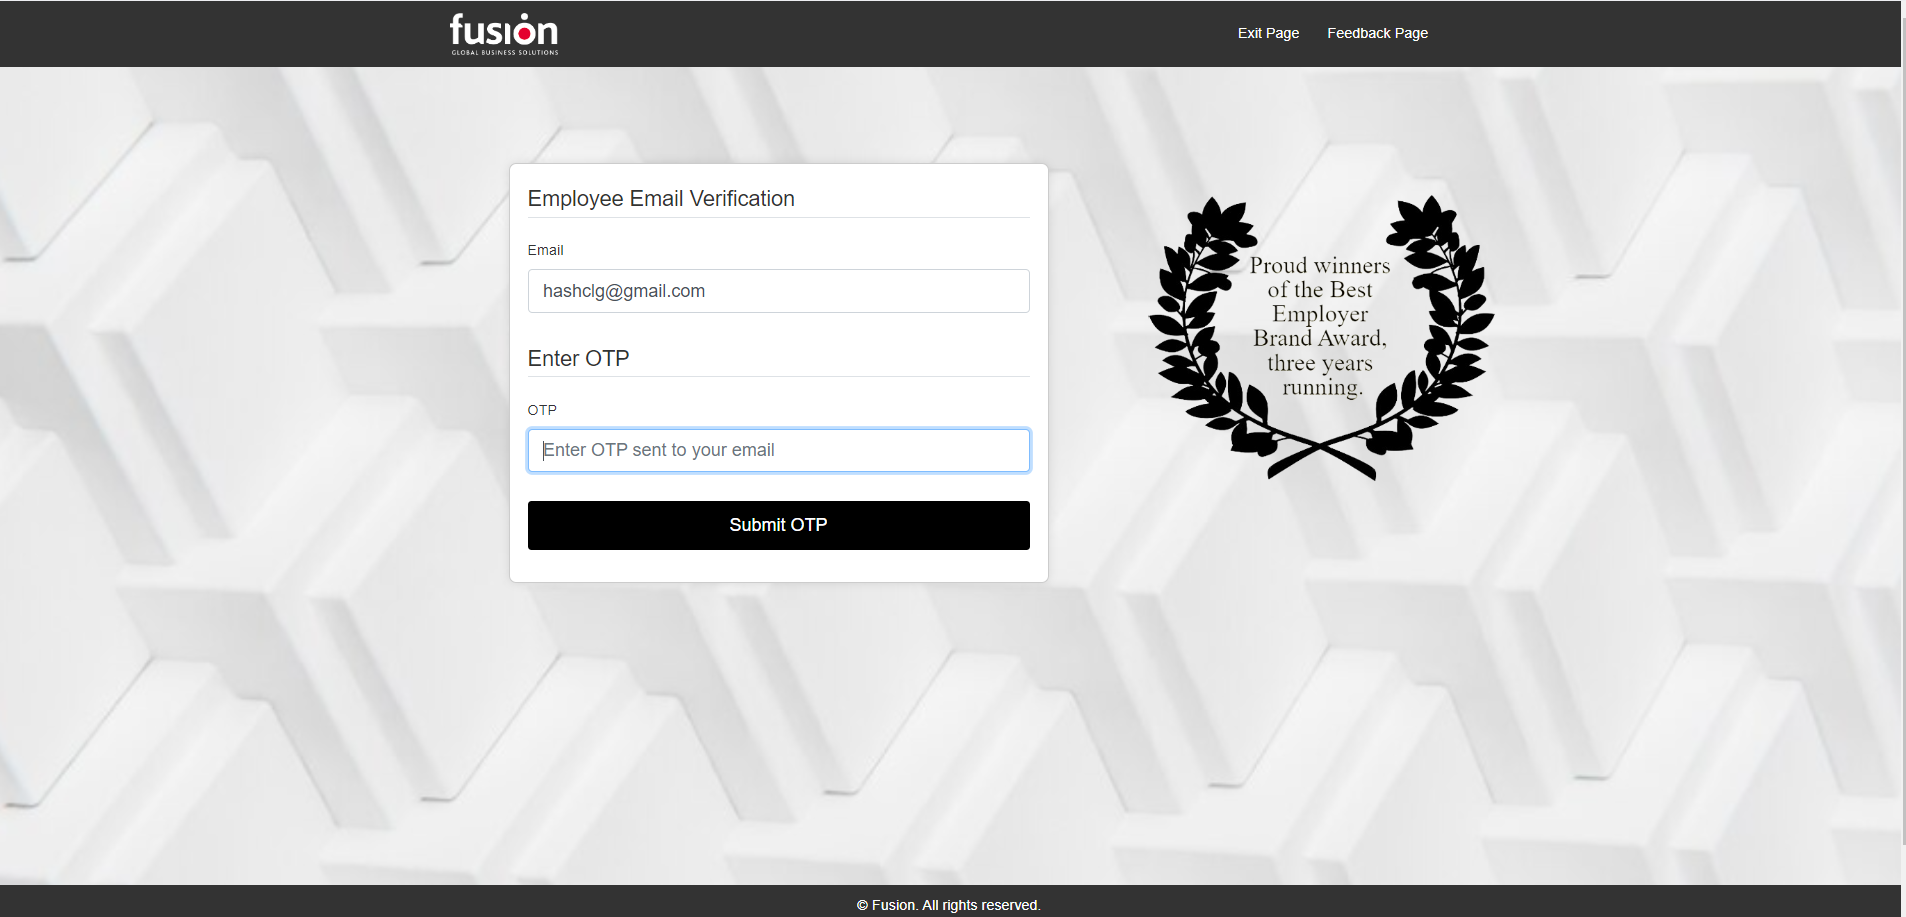 fusion
GLOBAL BUSINESS SOLUTIONS
Exit Page
Feedback Page
Employee Email Verification
Email
hashclg@gmail.com
Enter OTP
OTP
Enter OTP sent to your email
Submit OTP
Proud winners
of the Best
Employer
Brand Award,
three years
running.
© Fusion. All rights reserved.